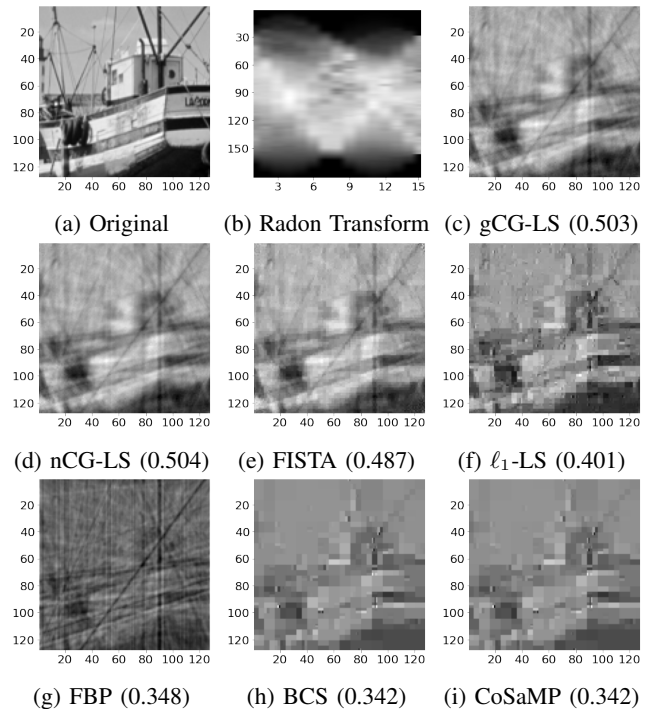 20
40
60
80
100
120
20 40 60 80 100 120
30
60
90
120
150
3 6 9 12 15
20
40
60
80
100
120
20 40 60 80 100 120
(a) Original
(b) Radon Transform
(c) gCG-LS (0.503)
20
40
60
80
100
120
20 40 60 80 100 120
20
40
60
80
100
120
20 40 60 80 100 120
20
40
60
80
100
120
20 40 60 80 100 120
(d) nCG-LS (0.504)
(e) FISTA (0.487)
(f) ℓ₁-LS (0.401)
20
40
60
80
100
120
20 40 60 80 100 120
20
40
60
80
100
120
20 40 60 80 100 120
20
40
60
80
100
120
20 40 60 80 100 120
(g) FBP (0.348)
(h) BCS (0.342)
(i) CoSaMP (0.342)